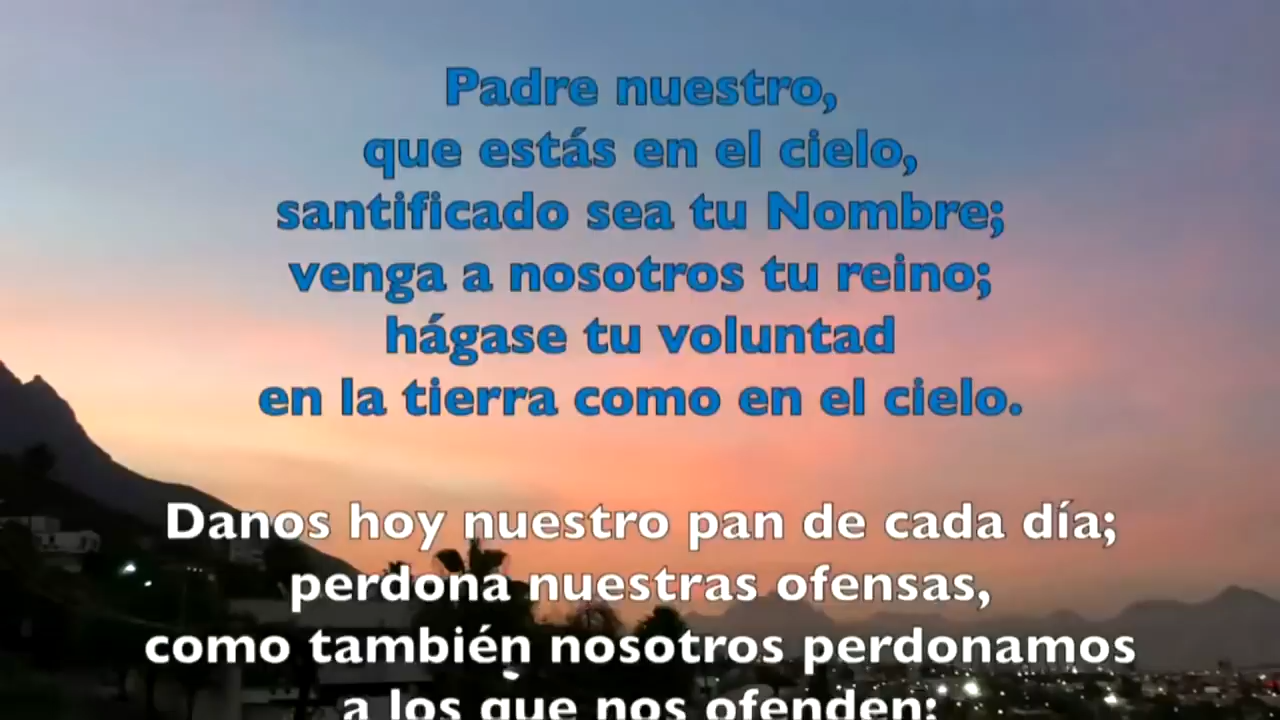 Padre nuestro,
que estás en el cielo,
santificado sea tu Nombre;
venga a nosotros tu reino;
hágase tu voluntad
en la tierra como en el cielo.
Danos hoy nuestro pan de cada día;
perdona nuestras ofensas,
como también nosotros perdonamos
a los que nos ofenden;